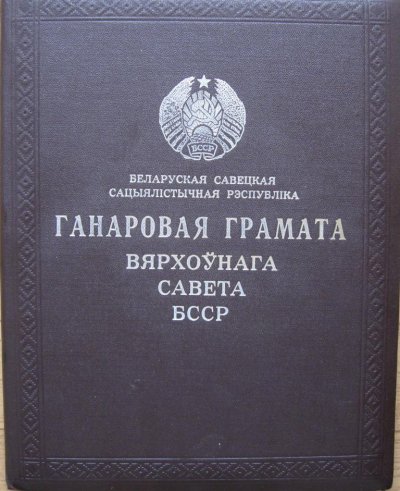 БССР
БЕЛАРУСКАЯ САВЕЦКАЯ
САЦЫЯЛІСТЫЧНАЯ РЭСПУБЛІКА
ГАНАРОВАЯ ГРАМАТА
ВЯРХОЎНАГА
САВЕТА
БССР